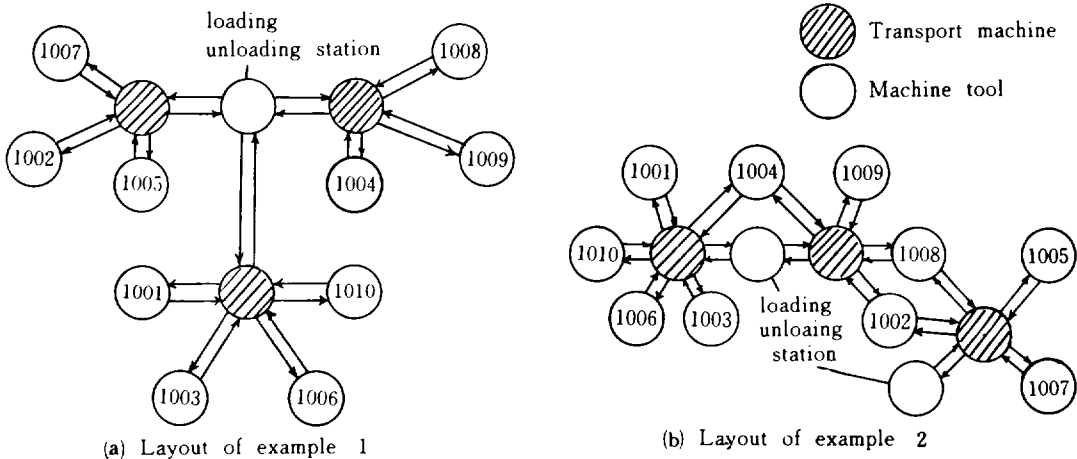 loading
unloading station
1007
1008
1002
1005
1004
1009
1001
1010
1003
1006
(a) Layout of example 1
Transport machine
Machine tool
1001
1004
1009
1010
1008
1005
1006
1003
1002
loading
unloaing
station
1007
(b) Layout of example 2